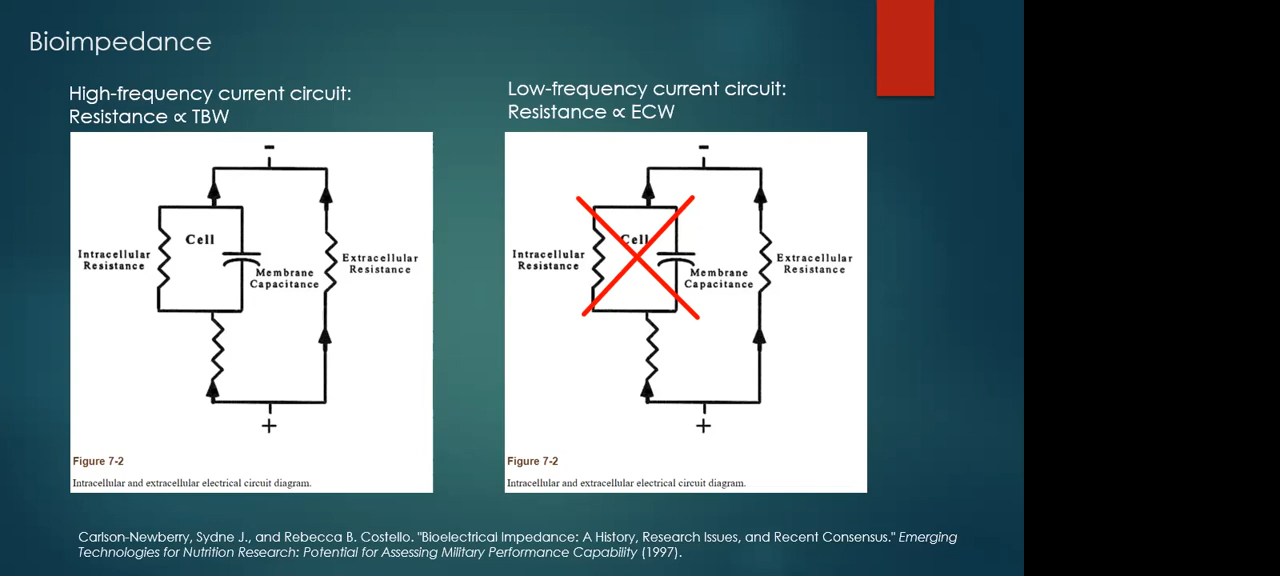 Bioimpedance
High-frequency current circuit:
Resistance ∝ TBW
-
Cell
Intracellular
Resistance
Membrane
Capacitance
Extracellular
Resistance
+
Figure 7-2
Intracellular and extracellular electrical circuit diagram.
Low-frequency current circuit:
Resistance ∝ ECW
-
Cell
Intracellular
Resistance
Membrane
Capacitance
Extracellular
Resistance
+
Figure 7-2
Intracellular and extracellular electrical circuit diagram.
Carlson-Newberry, Sydne J., and Rebecca B. Costello. "Bioelectrical Impedance: A History, Research Issues, and Recent Consensus." Emerging
Technologies for Nutrition Research: Potential for Assessing Military Performance Capability (1997).